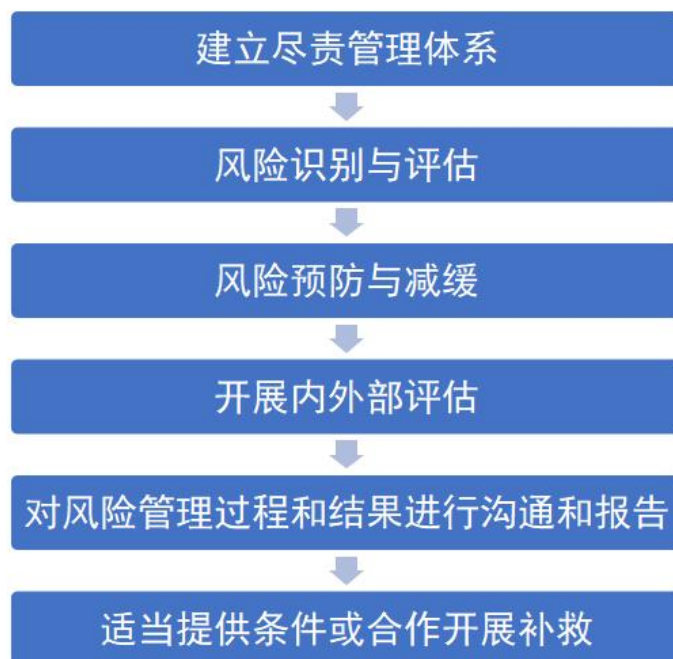 建立尽责管理体系
风险识别与评估
风险预防与减缓
开展内外部评估
对风险管理过程和结果进行沟通和报告
适当提供条件或合作开展补救